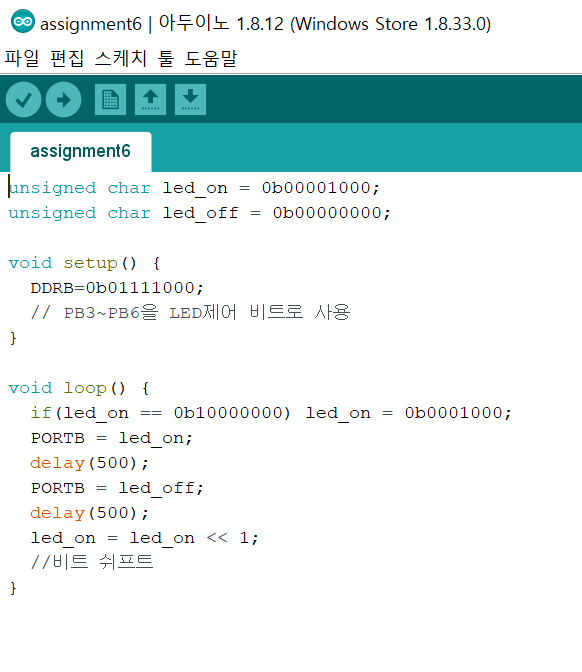 assignment6 | 아두이노 1.8.12 (Windows Store 1.8.33.0)
파일 편집 스케치 툴 도움말
assignment6
unsigned char led_on = 0b00001000;
unsigned char led_off = 0b00000000;
void setup() {
DDRB=0b01111000;
// PB3~PB6을 LED제어 비트로 사용
}
void loop() {
if(led_on == 0b10000000) led_on = 0b0001000;
PORTB = led_on;
delay(500);
PORTB = led_off;
delay(500);
led_on = led_on << 1;
//비트 쉬프트
}